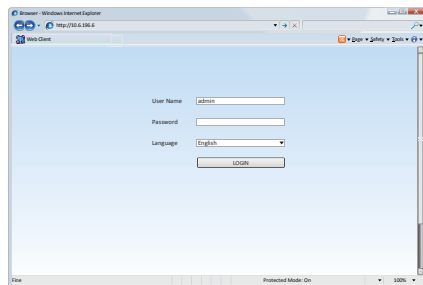 Browser - Windows Internet Explorer
http://10.6.196.6
Web Client
Page Safety Tools
User Name admin
Password
Language English
LOGIN
Fine Protected Mode: On 100%